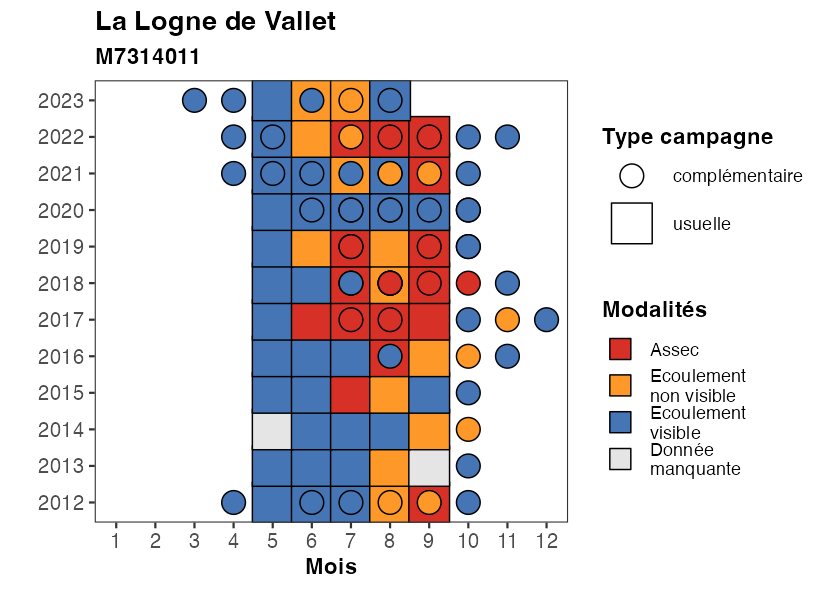 La Logne de Vallet
M7314011
2023
2022
2021
2020
2019
2018
2017
2016
2015
2014
2013
2012
1 2 3 4 5 6 7 8 9 10 11 12
Mois
Type campagne
complémentaire
usuelle
Modalités
Assec
Ecoulement
non visible
Ecoulement
visible
Donnée
manquante